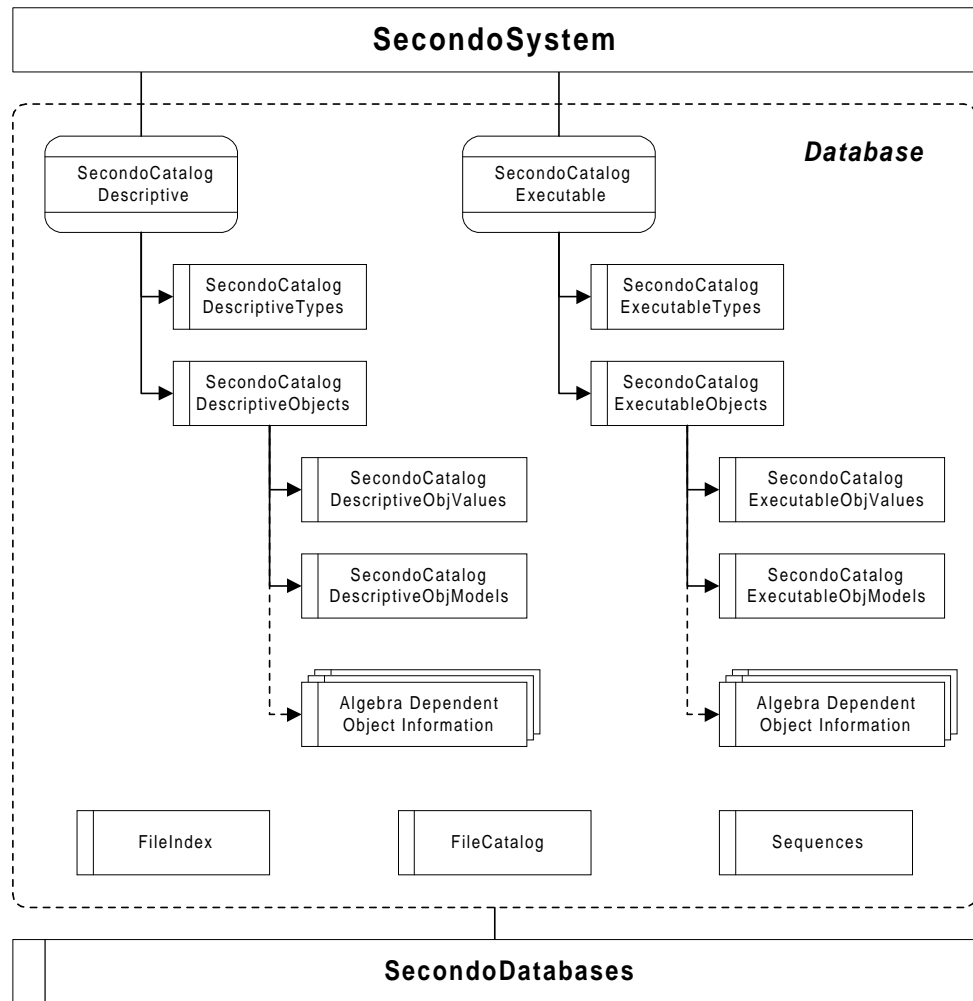 SecondoSystem
Database
SecondoCatalog
Descriptive
SecondoCatalog
Executable
SecondoCatalog
DescriptiveTypes
SecondoCatalog
ExecutableTypes
SecondoCatalog
DescriptiveObjects
SecondoCatalog
ExecutableObjects
SecondoCatalog
DescriptiveObjValues
SecondoCatalog
ExecutableObjValues
SecondoCatalog
DescriptiveObjModels
SecondoCatalog
ExecutableObjModels
Algebra Dependent
Object Information
Algebra Dependent
Object Information
FileIndex
FileCatalog
Sequences
SecondoDatabases